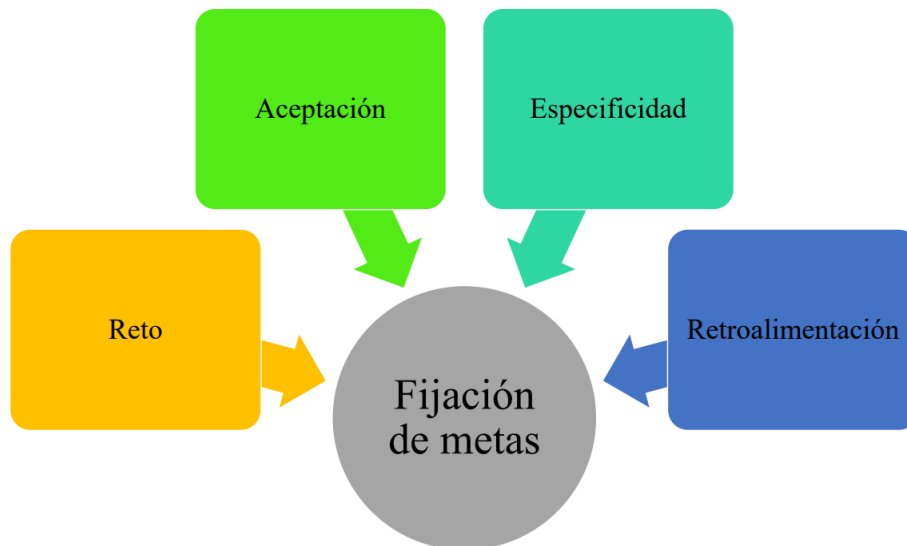 Aceptación
Especificidad
Reto
Retroalimentación
Fijación
de metas